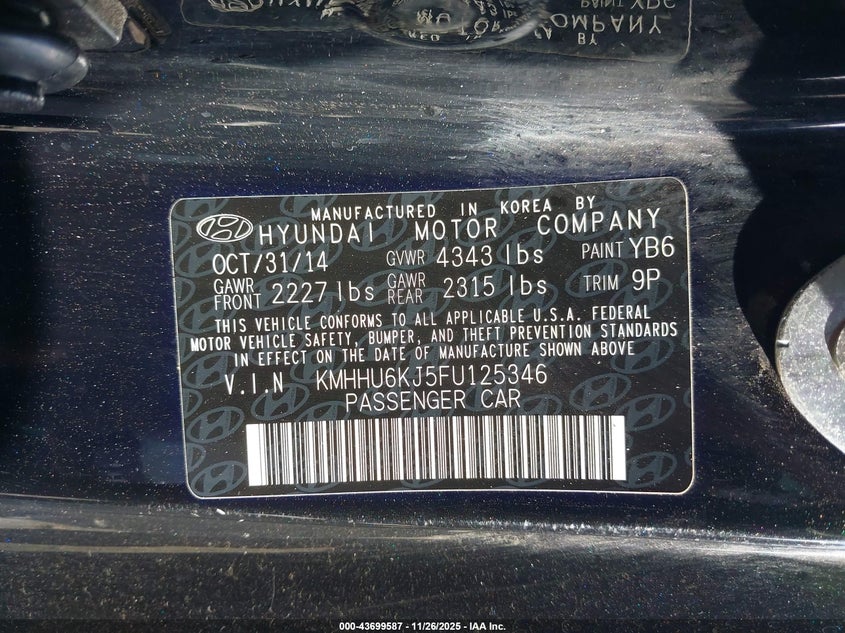 MANUFACTURED IN KOREA BY
HYUNDAI MOTOR COMPANY
OCT/31/14 GVWR 4343 lbs PAINT YB6
GAWR FRONT 2227 lbs GAWR REAR 2315 lbs TRIM 9P
THIS VEHICLE CONFORMS TO ALL APPLICABLE U.S.A. FEDERAL
MOTOR VEHICLE SAFETY, BUMPER, AND THEFT PREVENTION STANDARDS
IN EFFECT ON THE DATE OF MANUFACTURE SHOWN ABOVE
V.I.N KMHHU6KJ5FU125346
PASSENGER CAR
000-43699587 - 11/26/2025 - IAA Inc.